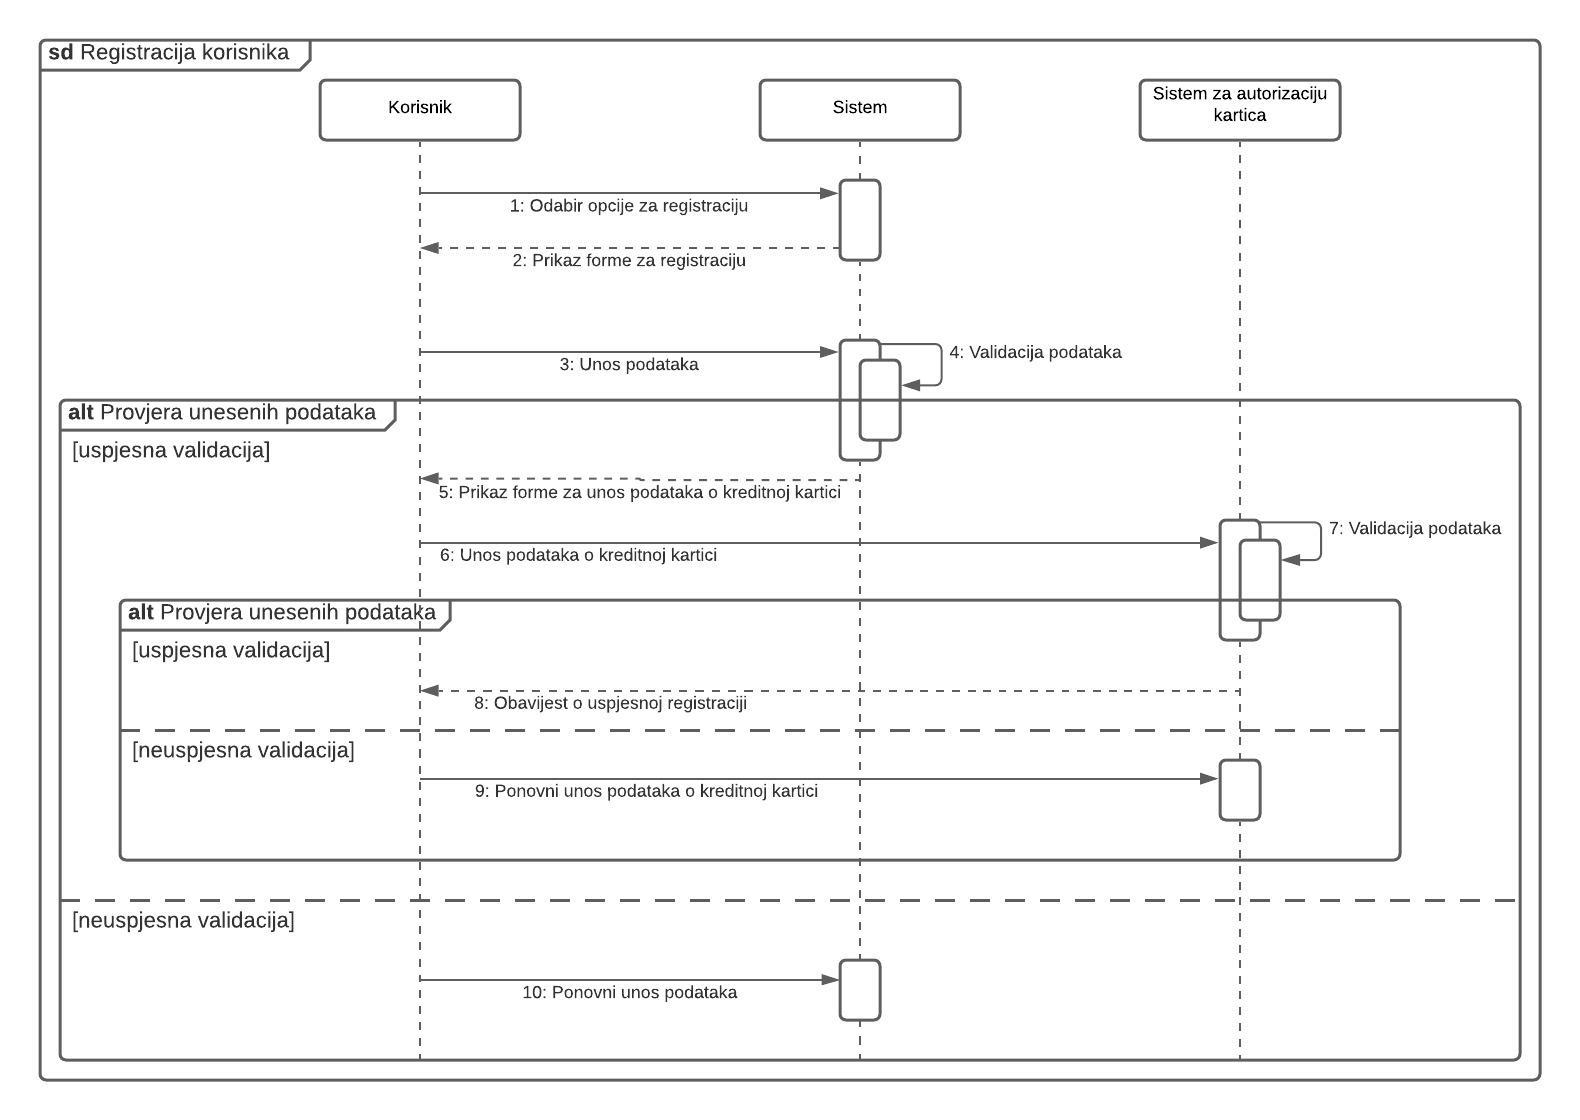 sd Registracija korisnika
Korisnik
Sistem
Sistem za autorizaciju
kartica
1: Odabir opcije za registraciju
2: Prikaz forme za registraciju
3: Unos podataka
4: Validacija podataka
alt Provjera unesenih podataka
[uspjesna validacija]
5: Prikaz forme za unos podataka o kreditnoj kartici
6: Unos podataka o kreditnoj kartici
7: Validacija podataka
alt Provjera unesenih podataka
[uspjesna validacija]
8: Obavijest o uspjesnoj registraciji
[neuspjesna validacija]
9: Ponovni unos podataka o kreditnoj kartici
[neuspjesna validacija]
10: Ponovni unos podataka